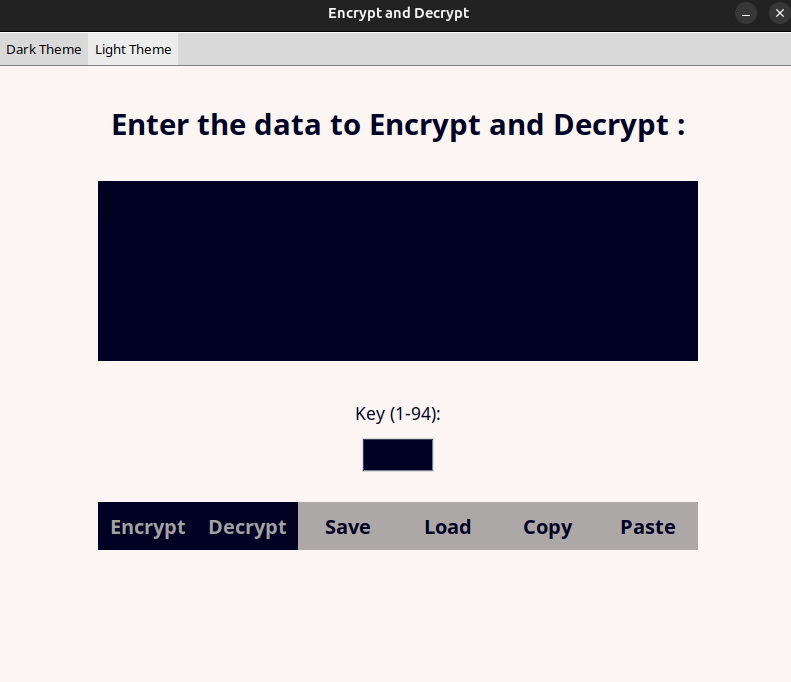 Encrypt and Decrypt
Dark Theme Light Theme
Enter the data to Encrypt and Decrypt :
Key (1-94):
Encrypt Decrypt Save Load Copy Paste